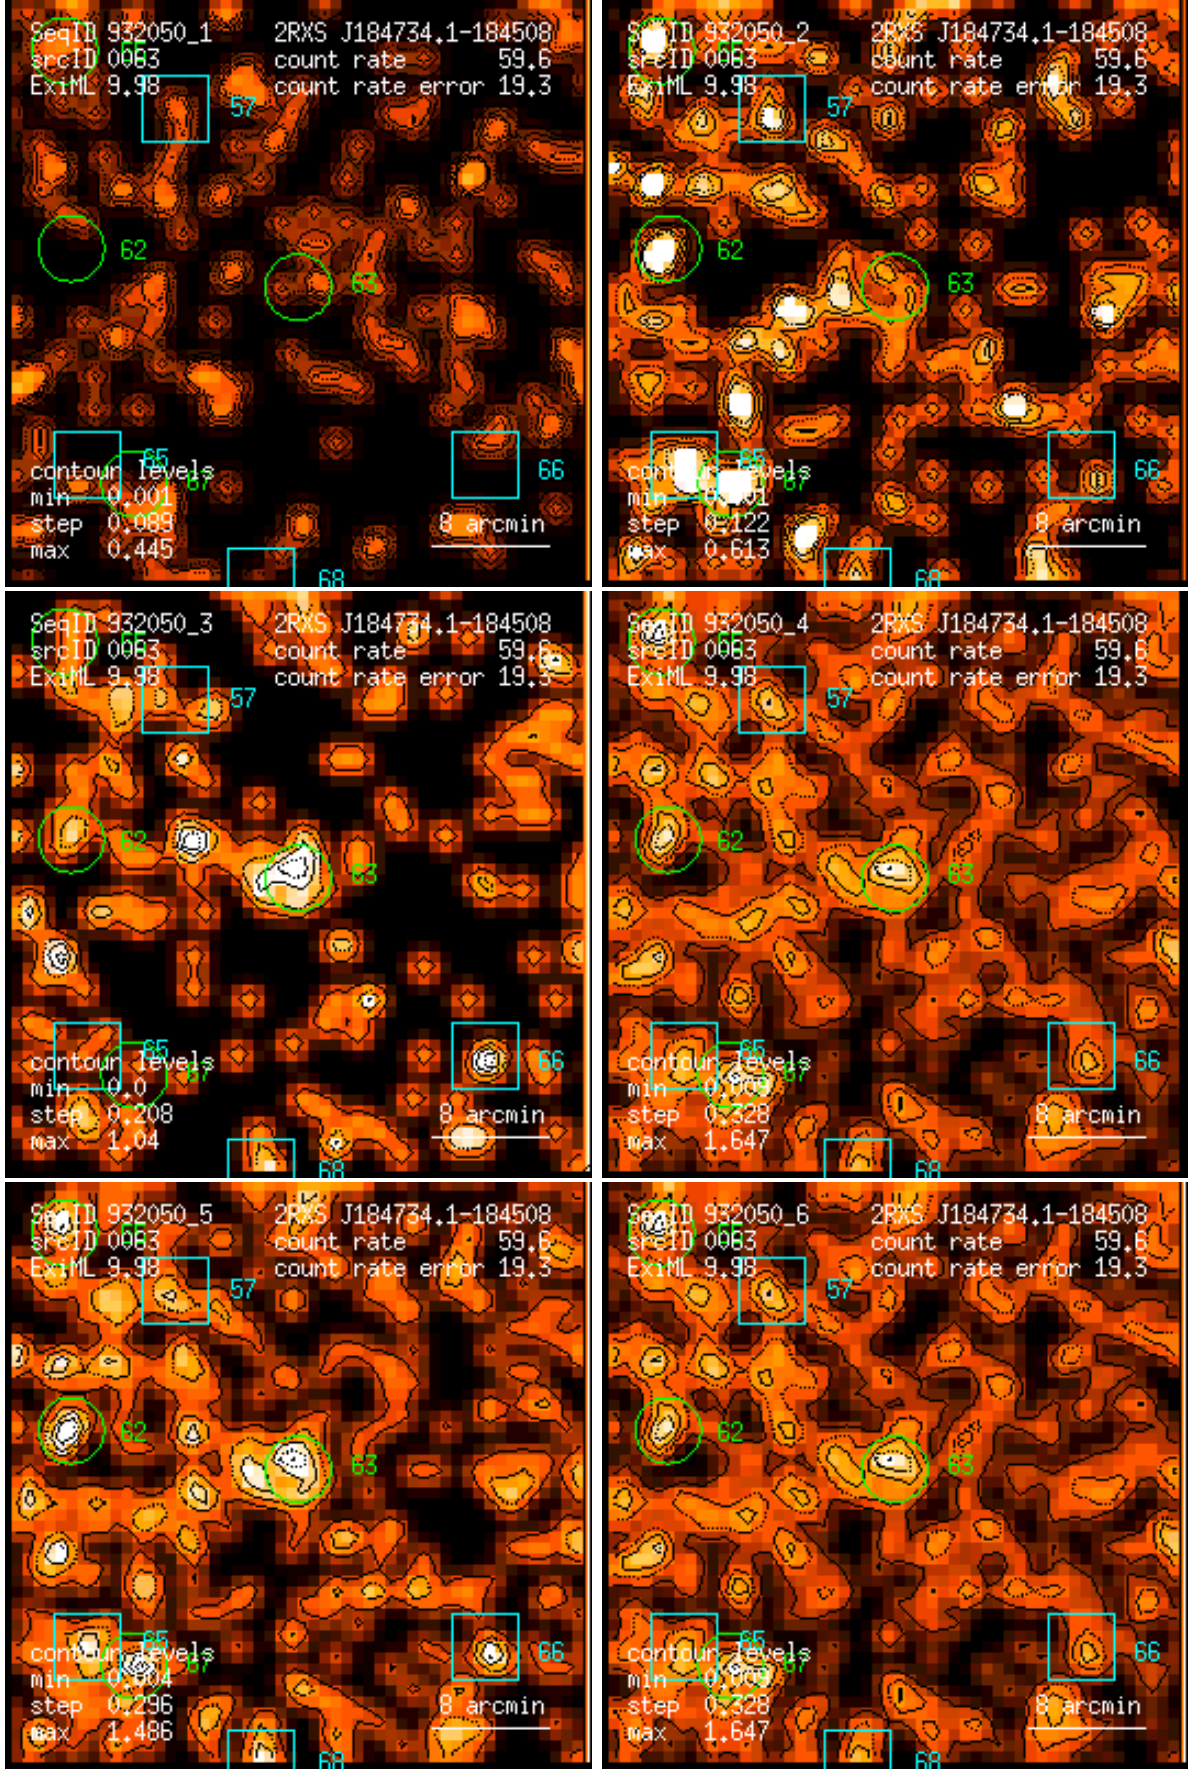 SeqID 932050_1 2RXS J184734.1-184508
srcID 0063 count rate 59.6
ExiML 9.98 count rate error 19.3
57
62
63
65
66
contour levels
67
min 0.001
step 0.089 8 arcmin
max 0.445
68
SeqID 932050_2 2RXS J184734.1-184508
srcID 0063 count rate 59.6
ExiML 9.98 count rate error 19.3
57
62
63
65
66
contour levels
67
min 0.001
step 0.122 8 arcmin
max 0.613
68
SeqID 932050_3 2RXS J184734.1-184508
srcID 0063 count rate 59.6
ExiML 9.98 count rate error 19.3
57
62
63
65
66
contour levels
67
min 0.0
step 0.208 8 arcmin
max 1.04
68
SeqID 932050_4 2RXS J184734.1-184508
srcID 0063 count rate 59.6
ExiML 9.98 count rate error 19.3
57
62
63
65
66
contour levels
67
min 0.009
step 0.328 8 arcmin
max 1.647
68
SeqID 932050_5 2RXS J184734.1-184508
srcID 0063 count rate 59.6
ExiML 9.98 count rate error 19.3
57
62
63
65
66
contour levels
67
min 0.004
step 0.296 8 arcmin
max 1.486
68
SeqID 932050_6 2RXS J184734.1-184508
srcID 0063 count rate 59.6
ExiML 9.98 count rate error 19.3
57
62
63
65
66
contour levels
67
min 0.009
step 0.328 8 arcmin
max 1.647
68